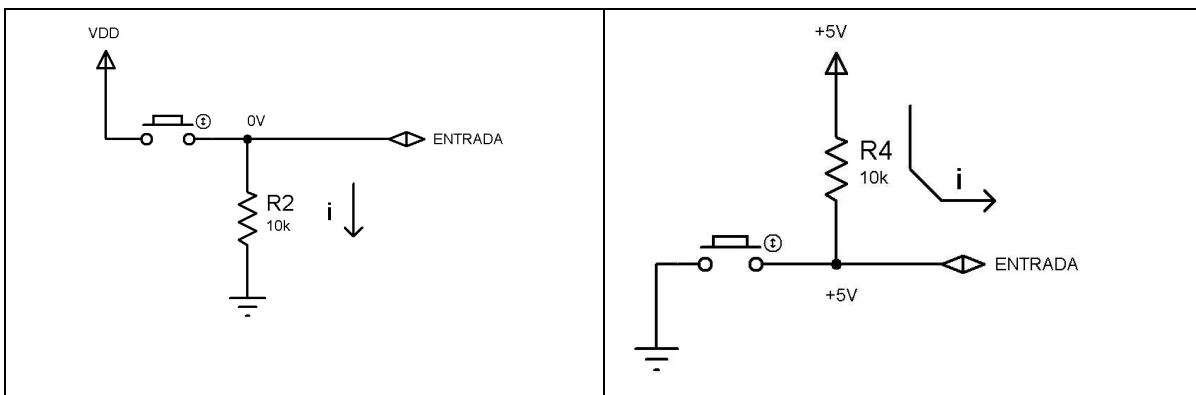 VDD
0V
ENTRADA
R2
10k
i
+5V
R4
10k
i
ENTRADA
+5V